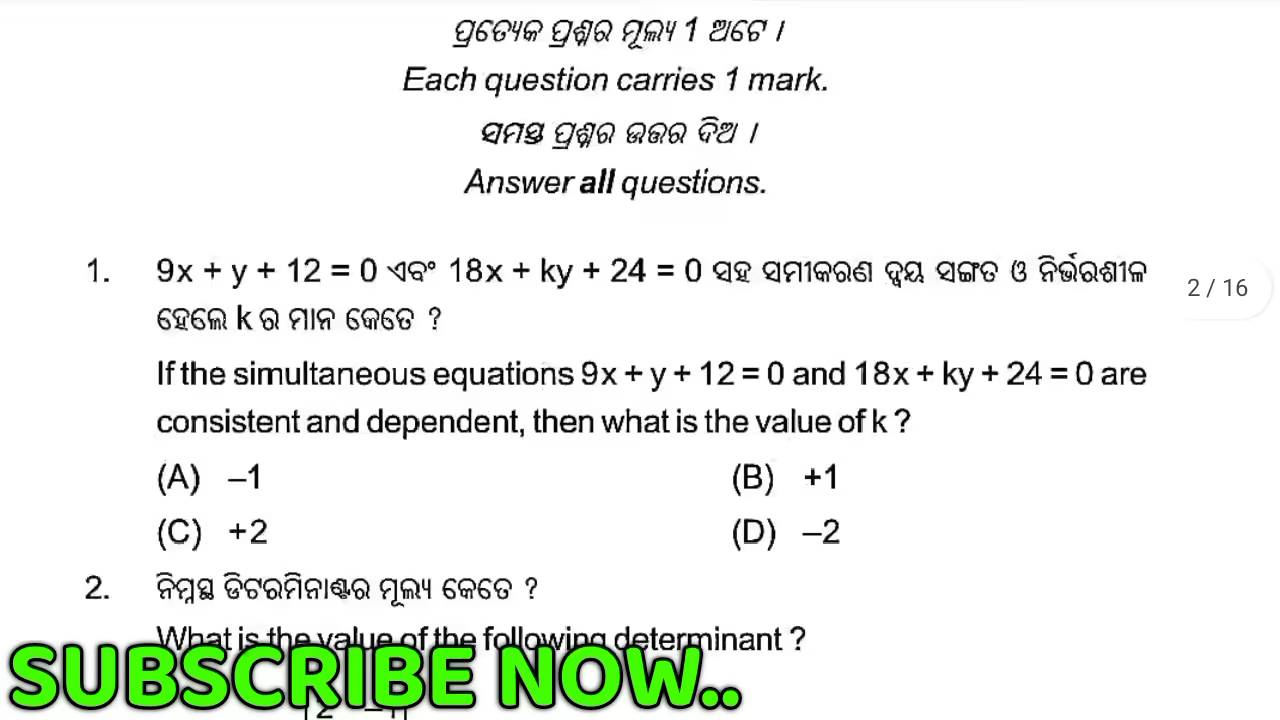 ପ୍ରତ୍ୟେକ ପ୍ରଶ୍ନର ମୂଲ୍ୟ 1 ଅଟେ ।
Each question carries 1 mark.
ସମସ୍ତ ପ୍ରଶ୍ନର ଉତ୍ତର ଦିଅ ।
Answer all questions.
1. 9x + y + 12 = 0 ଏବଂ 18x + ky + 24 = 0 ସହ ସମୀକରଣ ଦ୍ୱୟ ସଙ୍ଗତ ଓ ନିର୍ଭରଶୀଳ
2 / 16
ହେଲେ k ର ମାନ କେତେ ?
If the simultaneous equations 9x + y + 12 = 0 and 18x + ky + 24 = 0 are
consistent and dependent, then what is the value of k ?
(A) –1 (B) +1
(C) +2 (D) –2
2. ନିମ୍ନସ୍ଥ ଡିଟରମିନାଣ୍ଟର ମୂଲ୍ୟ କେତେ ?
What is the value of the following determinant ?
SUBSCRIBE NOW..